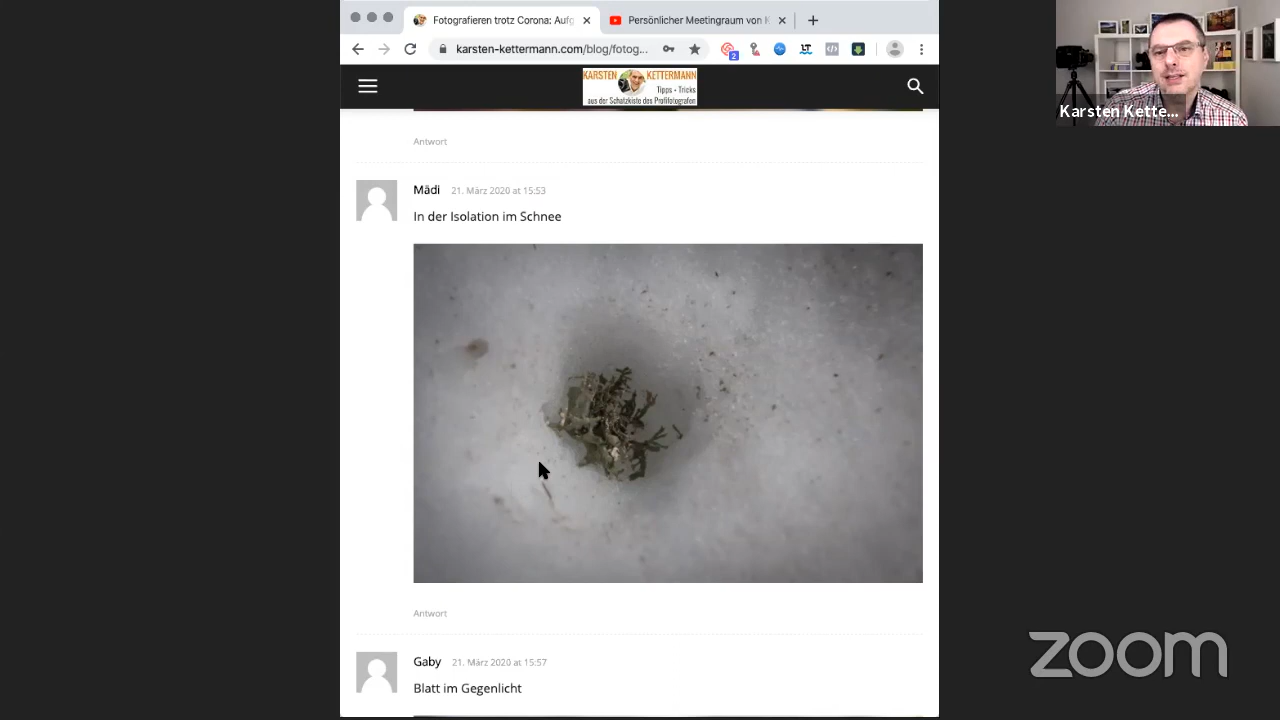 Fotografieren trotz Corona: Aufg
Persönlicher Meetingraum von K
karsten-kettermann.com/blog/fotog...
2
KARSTEN KETTERMANN
Tipps + Tricks
aus der Schatzkiste des Profifotografen
Karsten Kette...
Antwort
Mädi 21. März 2020 at 15:53
In der Isolation im Schnee
Antwort
Gaby 21. März 2020 at 15:57
Blatt im Gegenlicht
zoom